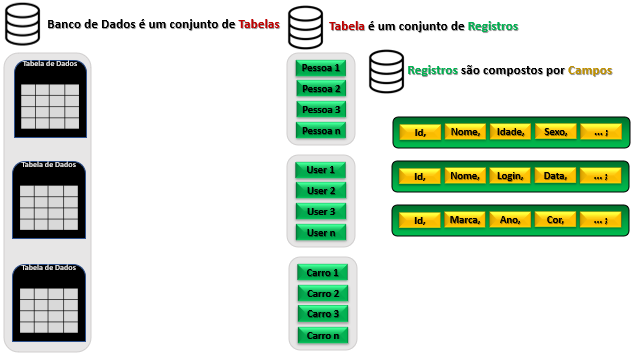 Banco de Dados é um conjunto de Tabelas
Tabela de Dados
Tabela de Dados
Tabela de Dados
Tabela é um conjunto de Registros
Pessoa 1
Pessoa 2
Pessoa 3
Pessoa n
User 1
User 2
User 3
User n
Carro 1
Carro 2
Carro 3
Carro n
Registros são compostos por Campos
Id, Nome, Idade, Sexo, ... ;
Id, Nome, Login, Data, ... ;
Id, Marca, Ano, Cor, ... ;